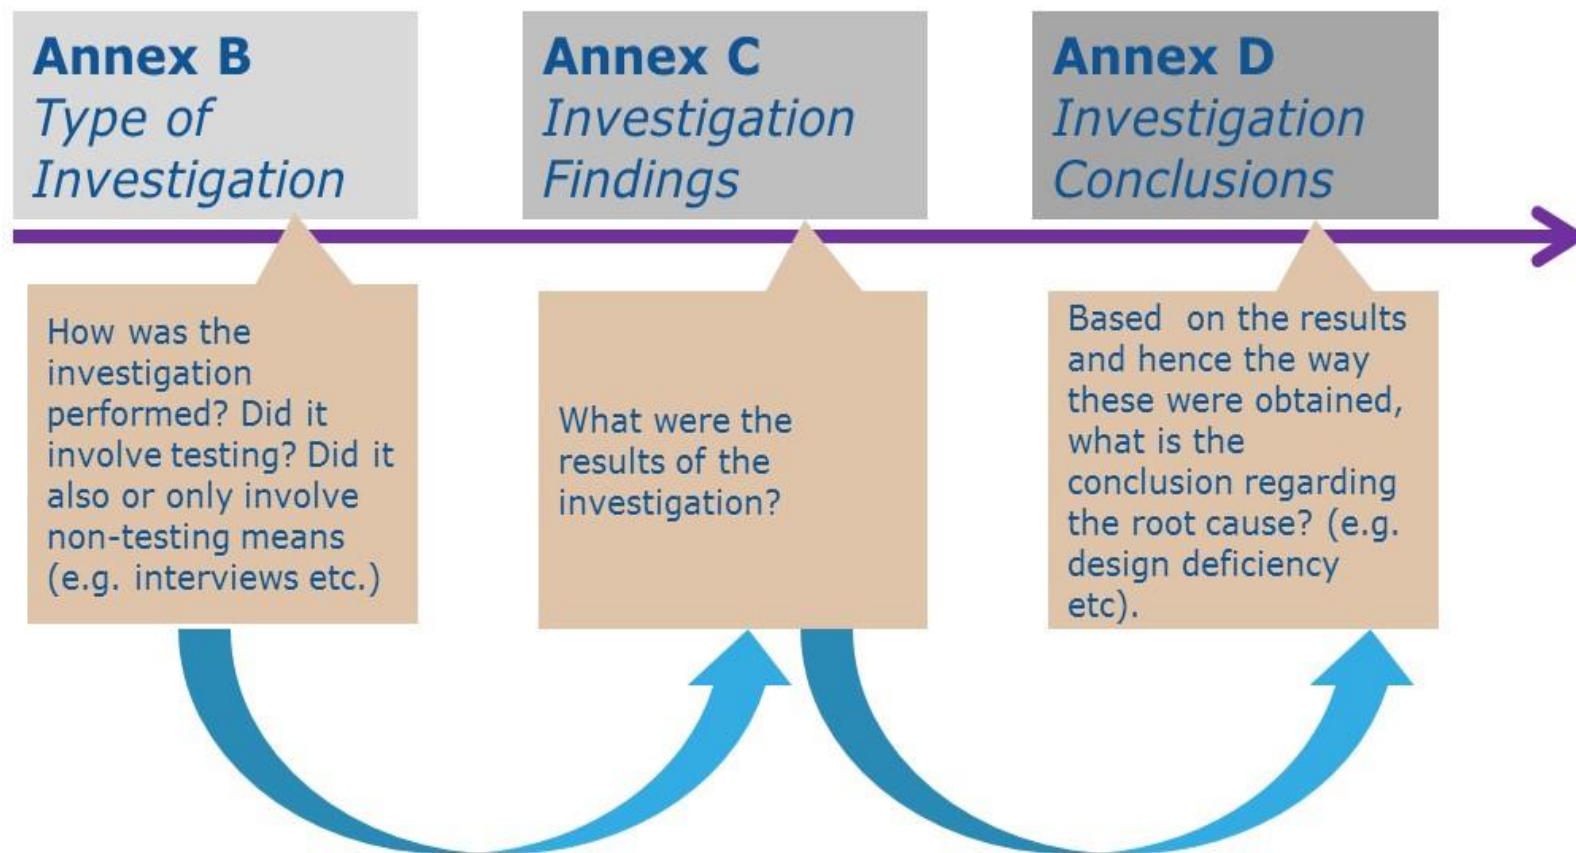 Annex B
Type of
Investigation
Annex C
Investigation
Findings
Annex D
Investigation
Conclusions
How was the
investigation
performed? Did it
involve testing? Did it
also or only involve
non-testing means
(e.g. interviews etc.)
What were the
results of the
investigation?
Based on the results
and hence the way
these were obtained,
what is the
conclusion regarding
the root cause? (e.g.
design deficiency
etc).